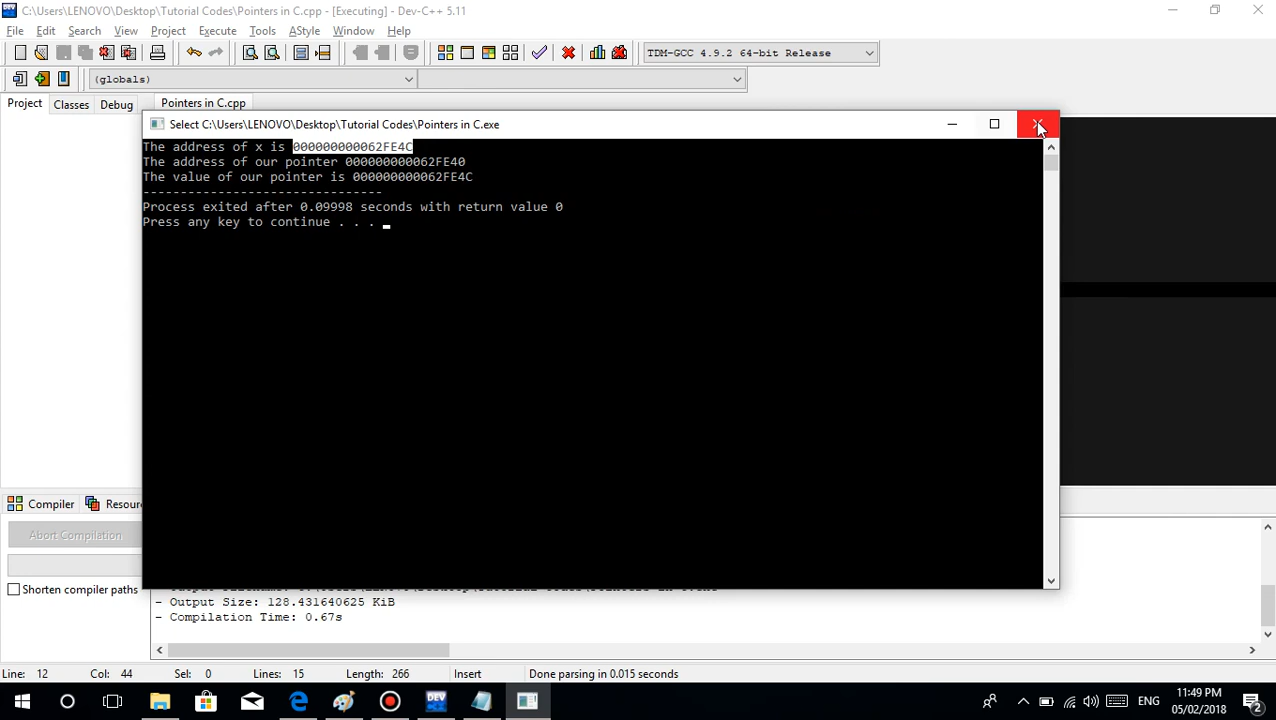 C:\Users\LENOVO\Desktop\Tutorial Codes\Pointers in C.cpp - [Executing] - Dev-C++ 5.11
File Edit Search View Project Execute Tools AStyle Window Help
TDM-GCC 4.9.2 64-bit Release
(globals)
Project Classes Debug Pointers in C.cpp
Select C:\Users\LENOVO\Desktop\Tutorial Codes\Pointers in C.exe
The address of x is 000000000062FE4C
The address of our pointer 000000000062FE40
The value of our pointer is 000000000062FE4C
--------------------------------
Process exited after 0.09998 seconds with return value 0
Press any key to continue . . .
Compiler Resour
Abort Compilation
Shorten compiler paths
- Output Size: 128.431640625 KiB
- Compilation Time: 0.67s
Line: 12 Col: 44 Sel: 0 Lines: 15 Length: 266 Insert Done parsing in 0.015 seconds
DEV
ENG
11:49 PM
05/02/2018
2